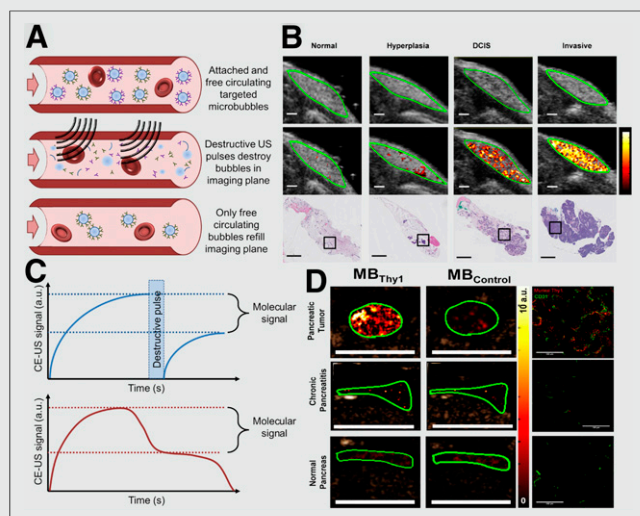 A
Attached and
free circulating
targeted
microbubbles
Destructive US
pulses destroy
bubbles in
imaging plane
Only free
circulating
bubbles refill
imaging plane
B
Normal
Hyperplasia
DCIS
Invasive
C
CE-US signal (a.u.)
Destructive pulse
Molecular
signal
Time (s)
CE-US signal (a.u.)
Molecular
signal
Time (s)
D
MBThy1
MBControl
Pancreatic
Tumor
Chronic
Pancreatitis
Normal
Pancreas
10 a.u.
0